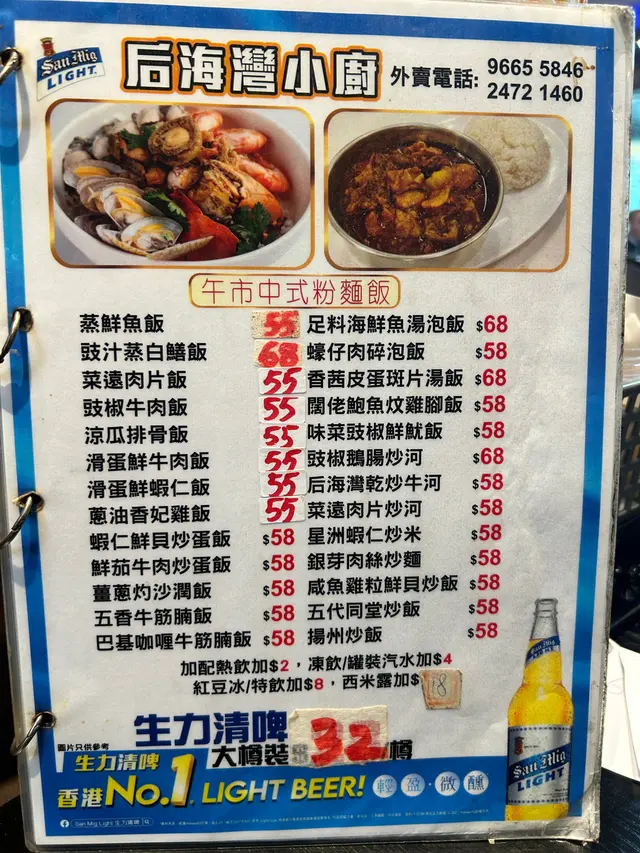 San Mig
LIGHT
后海灣小廚
外賣電話: 9665 5846
2472 1460
午市中式粉麵飯
蒸鮮魚飯 55
豉汁蒸白鱔飯 68
菜遠肉片飯 55
豉椒牛肉飯 55
涼瓜排骨飯 55
滑蛋鮮牛肉飯 55
滑蛋鮮蝦仁飯 55
蔥油香妃雞飯 55
蝦仁鮮貝炒蛋飯 $58
鮮茄牛肉炒蛋飯 $58
薑蔥灼沙潤飯 $58
五香牛筋腩飯 $58
巴基咖喱牛筋腩飯 $58
足料海鮮魚湯泡飯 $68
蠔仔肉碎泡飯 $58
香茜皮蛋斑片湯飯 $68
闊佬鮑魚炆雞腳飯 $58
味菜豉椒鮮魷飯 $58
豉椒鵝腸炒河 $68
后海灣乾炒牛河 $58
菜遠肉片炒河 $58
星洲蝦仁炒米 $58
銀芽肉絲炒麵 $58
咸魚雞粒鮮貝炒飯 $58
五代同堂炒飯 $58
揚州炒飯 $58
加配熱飲加$2，凍飲/罐裝汽水加$4
紅豆冰/特飲加$8，西米露加$18
生力清啤
大樽裝 32 樽
圖片只供參考
生力清啤
香港No.1 LIGHT BEER! 輕盈·微醺
San Mig Light 生力清啤
San Mig
LIGHT